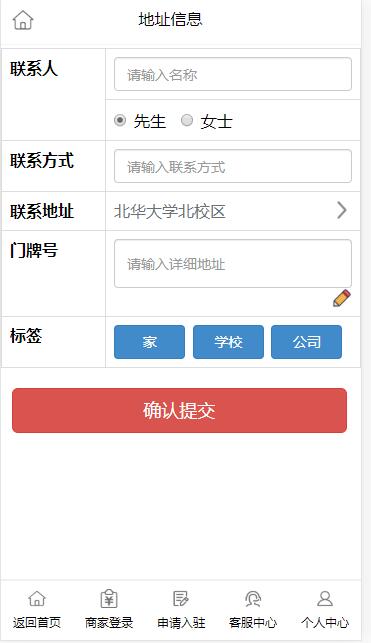 地址信息
联系人
请输入名称
先生 女士
联系方式
请输入联系方式
联系地址 北华大学北校区
门牌号
请输入详细地址
标签 家 学校 公司
确认提交
返回首页 商家登录 申请入驻 客服中心 个人中心